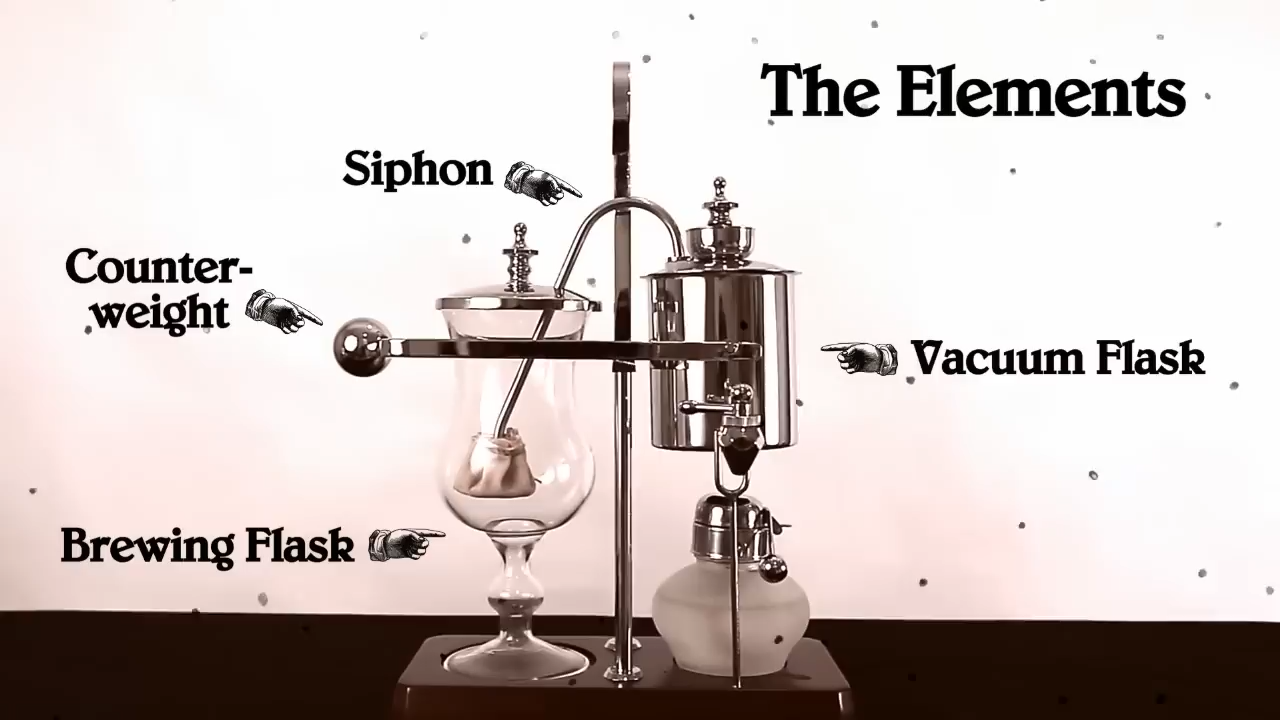 The Elements
Siphon
Counter-
weight
Vacuum Flask
Brewing Flask